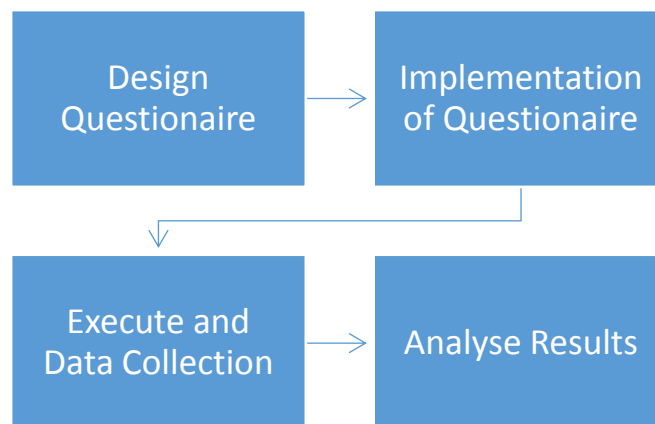 Design
Questionaire
Implementation
of Questionaire
Execute and
Data Collection
Analyse Results